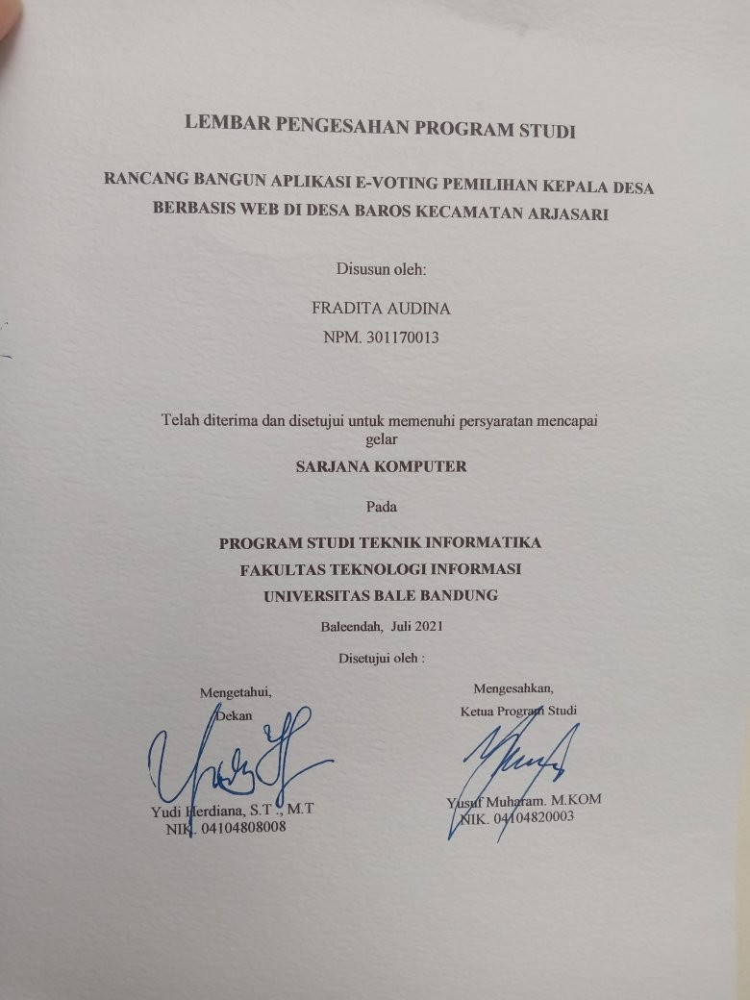 LEMBAR PENGESAHAN PROGRAM STUDI
RANCANG BANGUN APLIKASI E-VOTING PEMILIHAN KEPALA DESA
BERBASIS WEB DI DESA BAROS KECAMATAN ARJASARI
Disusun oleh:
FRADITA AUDINA
NPM. 301170013
Telah diterima dan disetujui untuk memenuhi persyaratan mencapai
gelar
SARJANA KOMPUTER
Pada
PROGRAM STUDI TEKNIK INFORMATIKA
FAKULTAS TEKNOLOGI INFORMASI
UNIVERSITAS BALE BANDUNG
Baleendah, Juli 2021
Disetujui oleh :
Mengetahui,
Dekan
Yudi Herdiana, S.T ., M.T
NIK. 04104808008
Mengesahkan,
Ketua Program Studi
Yusuf Muharam. M.KOM
NIK. 04104820003